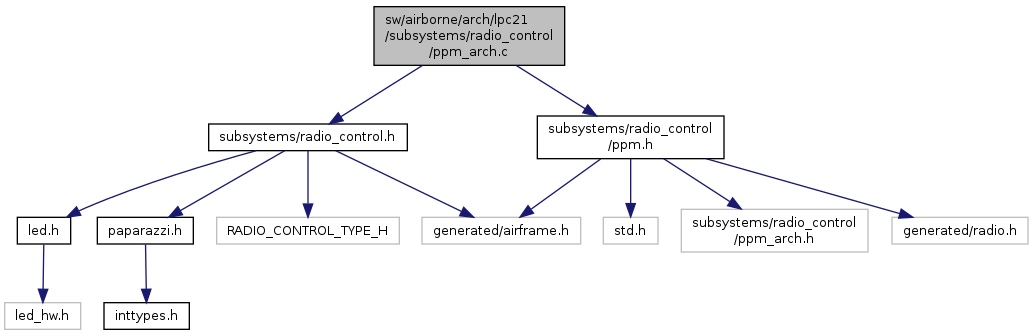 sw/airborne/arch/lpc21
/subsystems/radio_control
/ppm_arch.c
subsystems/radio_control.h
subsystems/radio_control
/ppm.h
led.h
paparazzi.h
RADIO_CONTROL_TYPE_H
generated/airframe.h
std.h
subsystems/radio_control
/ppm_arch.h
generated/radio.h
led_hw.h
inttypes.h